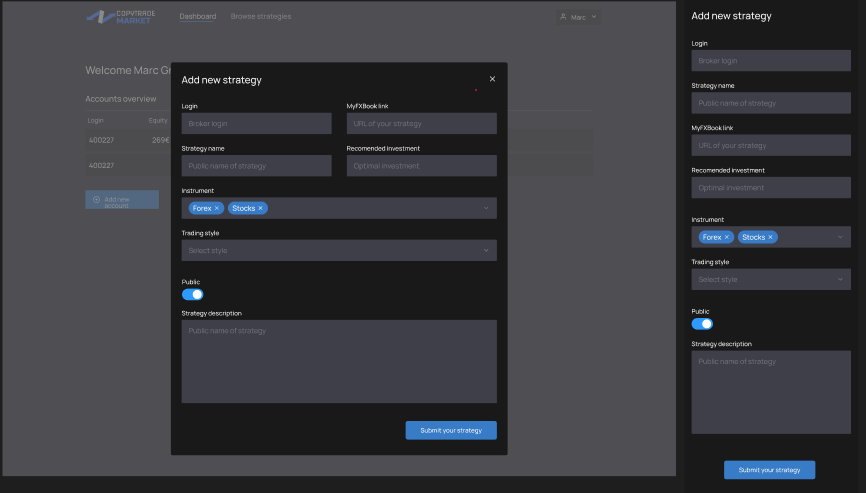 COPYTRADE
MARKET
Dashboard
Browse strategies
Marc
Welcome Marc Gr
Accounts overview
Login
Equity
400227
269€
400227
Add new
account
Add new strategy
Login
MyFXBook link
Broker login
URL of your strategy
Strategy name
Recomended investment
Public name of strategy
Optimal investment
Instrument
Forex ×
Stocks ×
Trading style
Select style
Public
Strategy description
Public name of strategy
Submit your strategy
Add new strategy
Login
Broker login
Strategy name
Public name of strategy
MyFXBook link
URL of your strategy
Recomended investment
Optimal investment
Instrument
Forex ×
Stocks ×
Trading style
Select style
Public
Strategy description
Public name of strategy
Submit your strategy